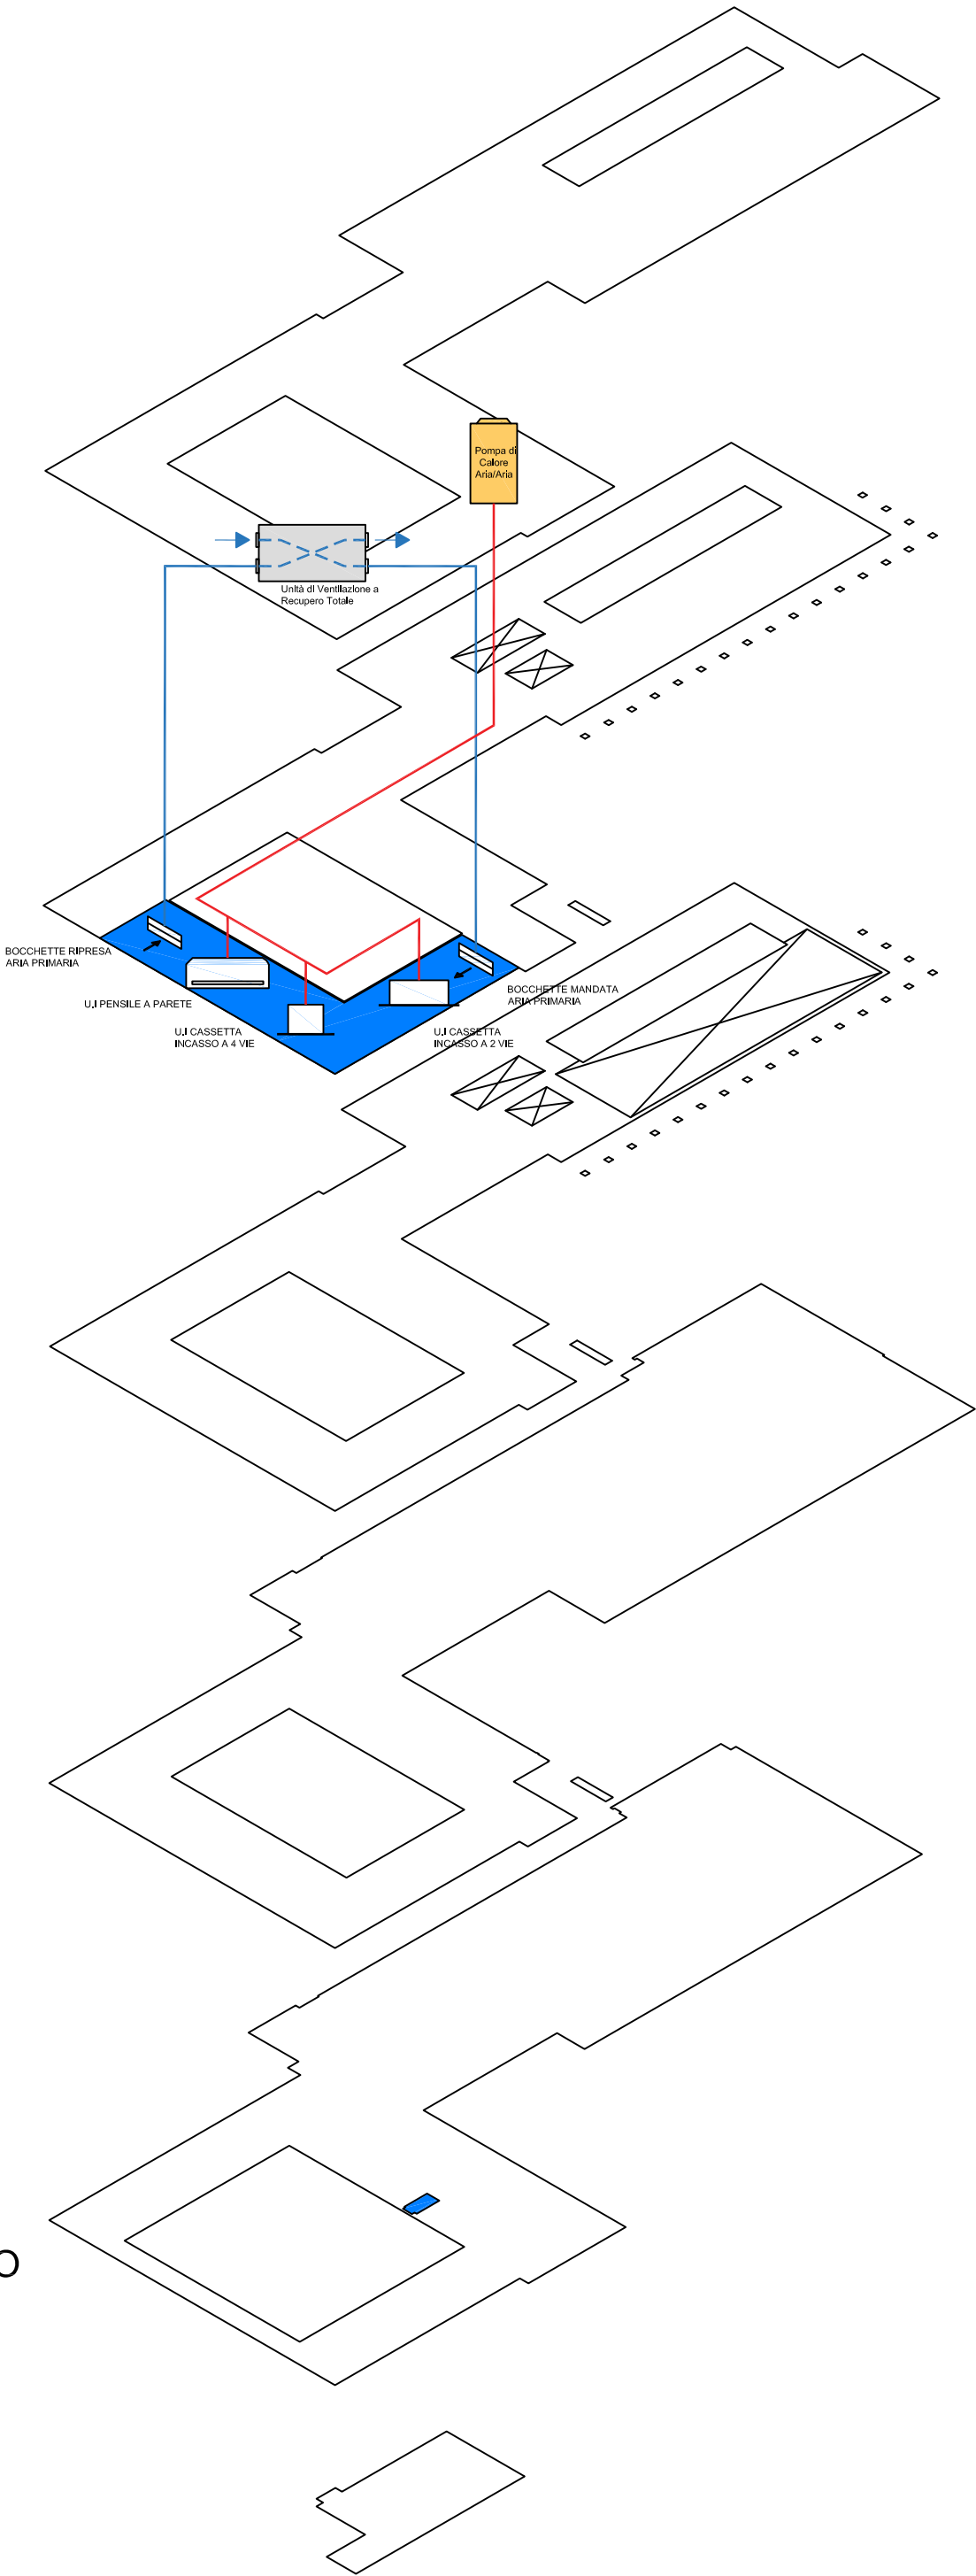 Pompa di
Calore
Aria/Aria
Unità di Ventilazione a
Recupero Totale
BOCCHETTE RIPRESA
ARIA PRIMARIA
U.I PENSILE A PARETE
BOCCHETTE MANDATA
ARIA PRIMARIA
U.I CASSETTA
INCASSO A 4 VIE
U.I CASSETTA
INCASSO A 2 VIE